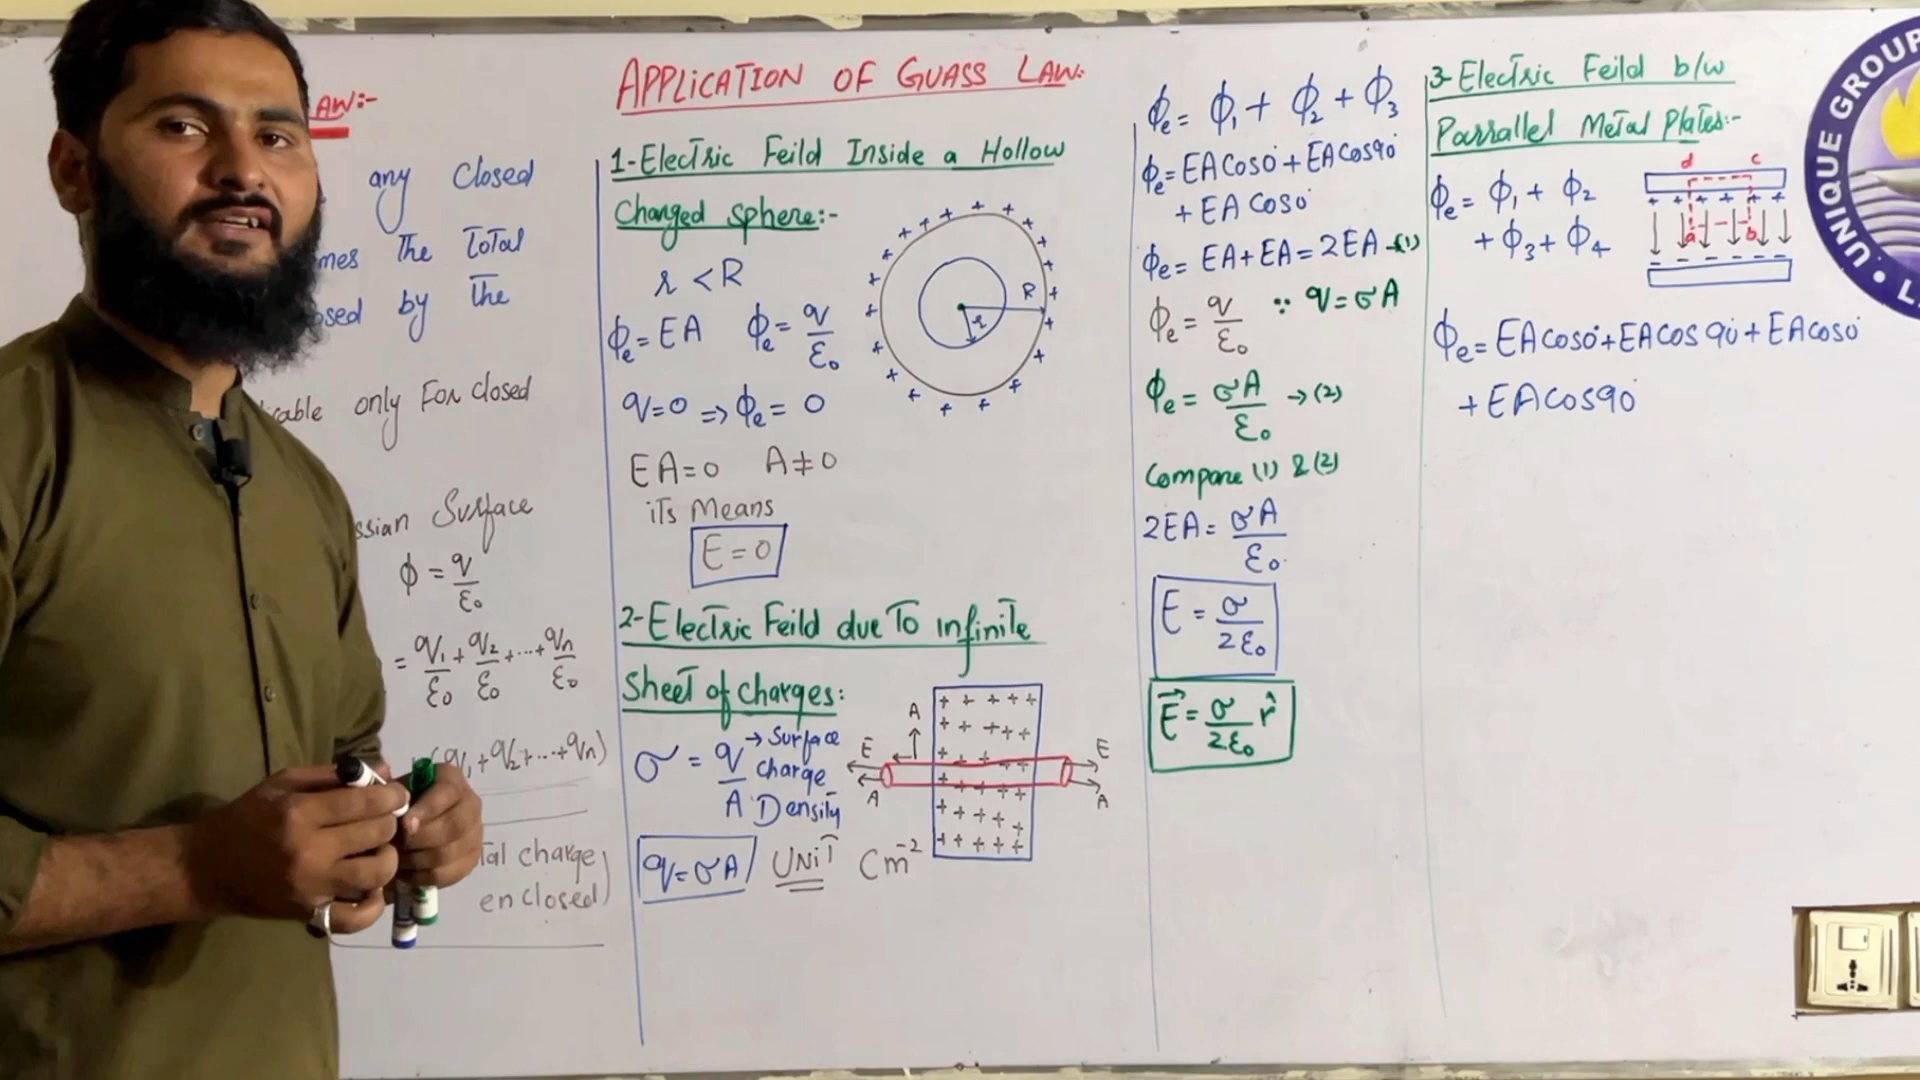 AW:-
any Closed
mes The Total
osed by The
cable only For closed
ssian Surface
ϕ = q/ε₀
= q₁/ε₀ + q₂/ε₀ + ... + qn/ε₀
(q₁+q₂+...+qn)
tal charge
enclosed)
APPLICATION OF GUASS LAW:-
1-Electric Feild Inside a Hollow
Charged sphere:-
r < R
ϕe = EA ϕe = q/ε₀
q=0 => ϕe = 0
EA=0 A≠0
iTs Means
E = 0
R
r
2-Electric Feild due To infinite
Sheet of charges:
σ = q/A → Surface
charge
Density
q = σA UNiT Cm⁻²
A
E
A
E
A
ϕe = ϕ₁ + ϕ₂ + ϕ₃
ϕe = EACos0° + EACos90°
+ EACos0°
ϕe = EA+EA = 2EA →(1)
ϕe = q/ε₀ ∵ q=σA
ϕe = σA/ε₀ → (2)
Compare (1) & (2)
2EA = σA/ε₀
E = σ/2ε₀
E⃗ = σ/2ε₀ r̂
3-Electric Feild b/w
Parrallel Metal Plates:-
ϕe = ϕ₁ + ϕ₂
+ ϕ₃ + ϕ₄
d c
a b
ϕe = EACos0°+EACos90°+EACos0°
+EACos90°
UNIQUE GROUP